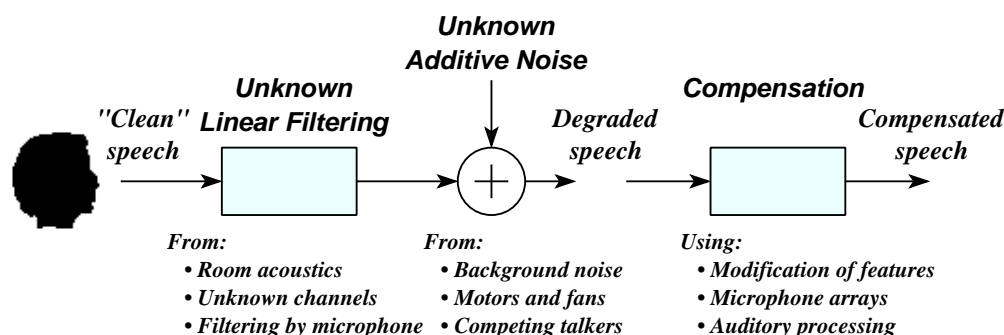 Unknown
Additive Noise
Unknown
Linear Filtering
Compensation
"Clean"
speech
Degraded
speech
Compensated
speech
From:
• Room acoustics
• Unknown channels
• Filtering by microphone
From:
• Background noise
• Motors and fans
• Competing talkers
Using:
• Modification of features
• Microphone arrays
• Auditory processing